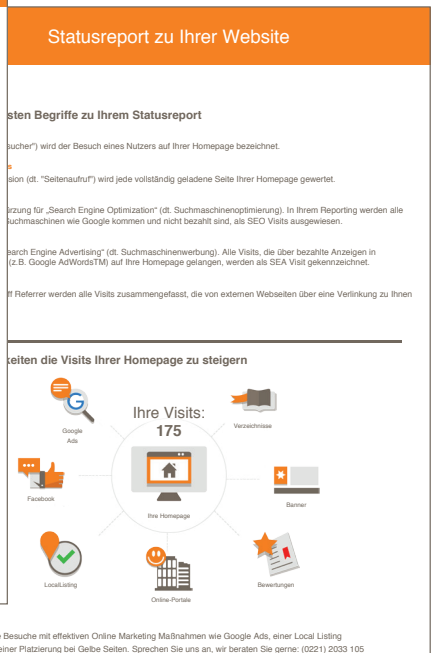 Statusreport zu Ihrer Website
sten Begriffe zu Ihrem Statusreport
sucher") wird der Besuch eines Nutzers auf Ihrer Homepage bezeichnet.
s
sion (dt. "Seitenaufruf") wird jede vollständig geladene Seite Ihrer Homepage gewertet.
ürzung für „Search Engine Optimization" (dt. Suchmaschinenoptimierung). In Ihrem Reporting werden alle
Suchmaschinen wie Google kommen und nicht bezahlt sind, als SEO Visits ausgewiesen.
earch Engine Advertising" (dt. Suchmaschinenwerbung). Alle Visits, die über bezahlte Anzeigen in
(z.B. Google AdWordsTM) auf Ihre Homepage gelangen, werden als SEA Visit gekennzeichnet.
ff Referrer werden alle Visits zusammengefasst, die von externen Webseiten über eine Verlinkung zu Ihnen
keiten die Visits Ihrer Homepage zu steigern
Ihre Visits:
175
G
Google
Ads
Verzeichnisse
Facebook
Ihre Homepage
Banner
LocalListing
Online-Portale
Bewertungen
e Besuche mit effektiven Online Marketing Maßnahmen wie Google Ads, einer Local Listing
einer Platzierung bei Gelbe Seiten. Sprechen Sie uns an, wir beraten Sie gerne: (0221) 2033 105